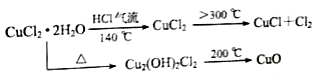 CuCl₂·2H₂O HCl气流 140 ℃ CuCl₂ >300 ℃ CuCl+Cl₂
△ Cu₂(OH)₂Cl₂ 200 ℃ CuO